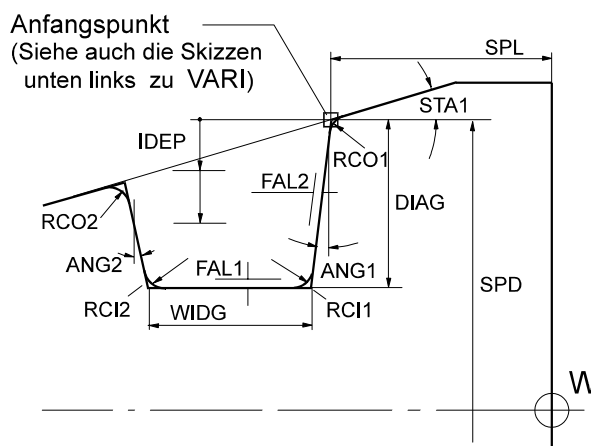 Anfangspunkt
(Siehe auch die Skizzen
unten links zu VARI)
SPL
STA1
IDEP
RCO1
FAL2
DIAG
RCO2
ANG2
FAL1
ANG1
SPD
RCI2
WIDG
RCI1
W